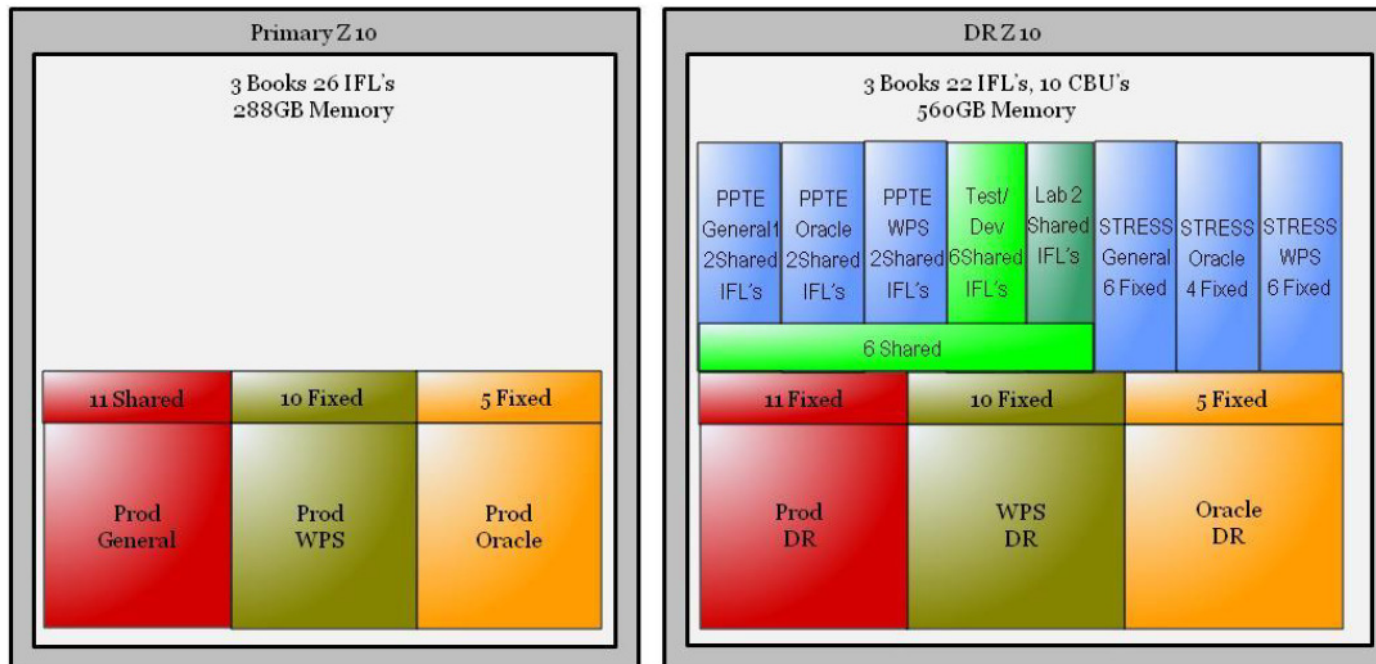 Primary Z 10
3 Books 26 IFL's
288GB Memory
11 Shared
10 Fixed
5 Fixed
Prod
General
Prod
WPS
Prod
Oracle
DR Z 10
3 Books 22 IFL's, 10 CBU's
560GB Memory
PPTE
General1
2Shared
IFL's
PPTE
Oracle
2Shared
IFL's
PPTE
WPS
2Shared
IFL's
Test/
Dev
6Shared
IFL's
Lab 2
Shared
IFL's
STRESS
General
6 Fixed
STRESS
Oracle
4 Fixed
STRESS
WPS
6 Fixed
6 Shared
11 Fixed
10 Fixed
5 Fixed
Prod
DR
WPS
DR
Oracle
DR